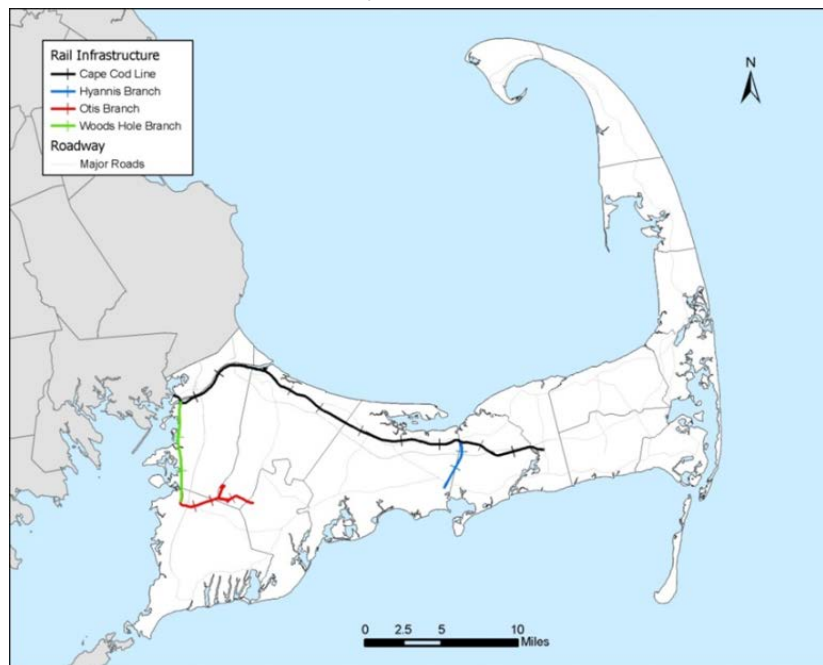 Rail Infrastructure
Cape Cod Line
Hyannis Branch
Otis Branch
Woods Hole Branch
Roadway
Major Roads
N
0 2.5 5 10
Miles